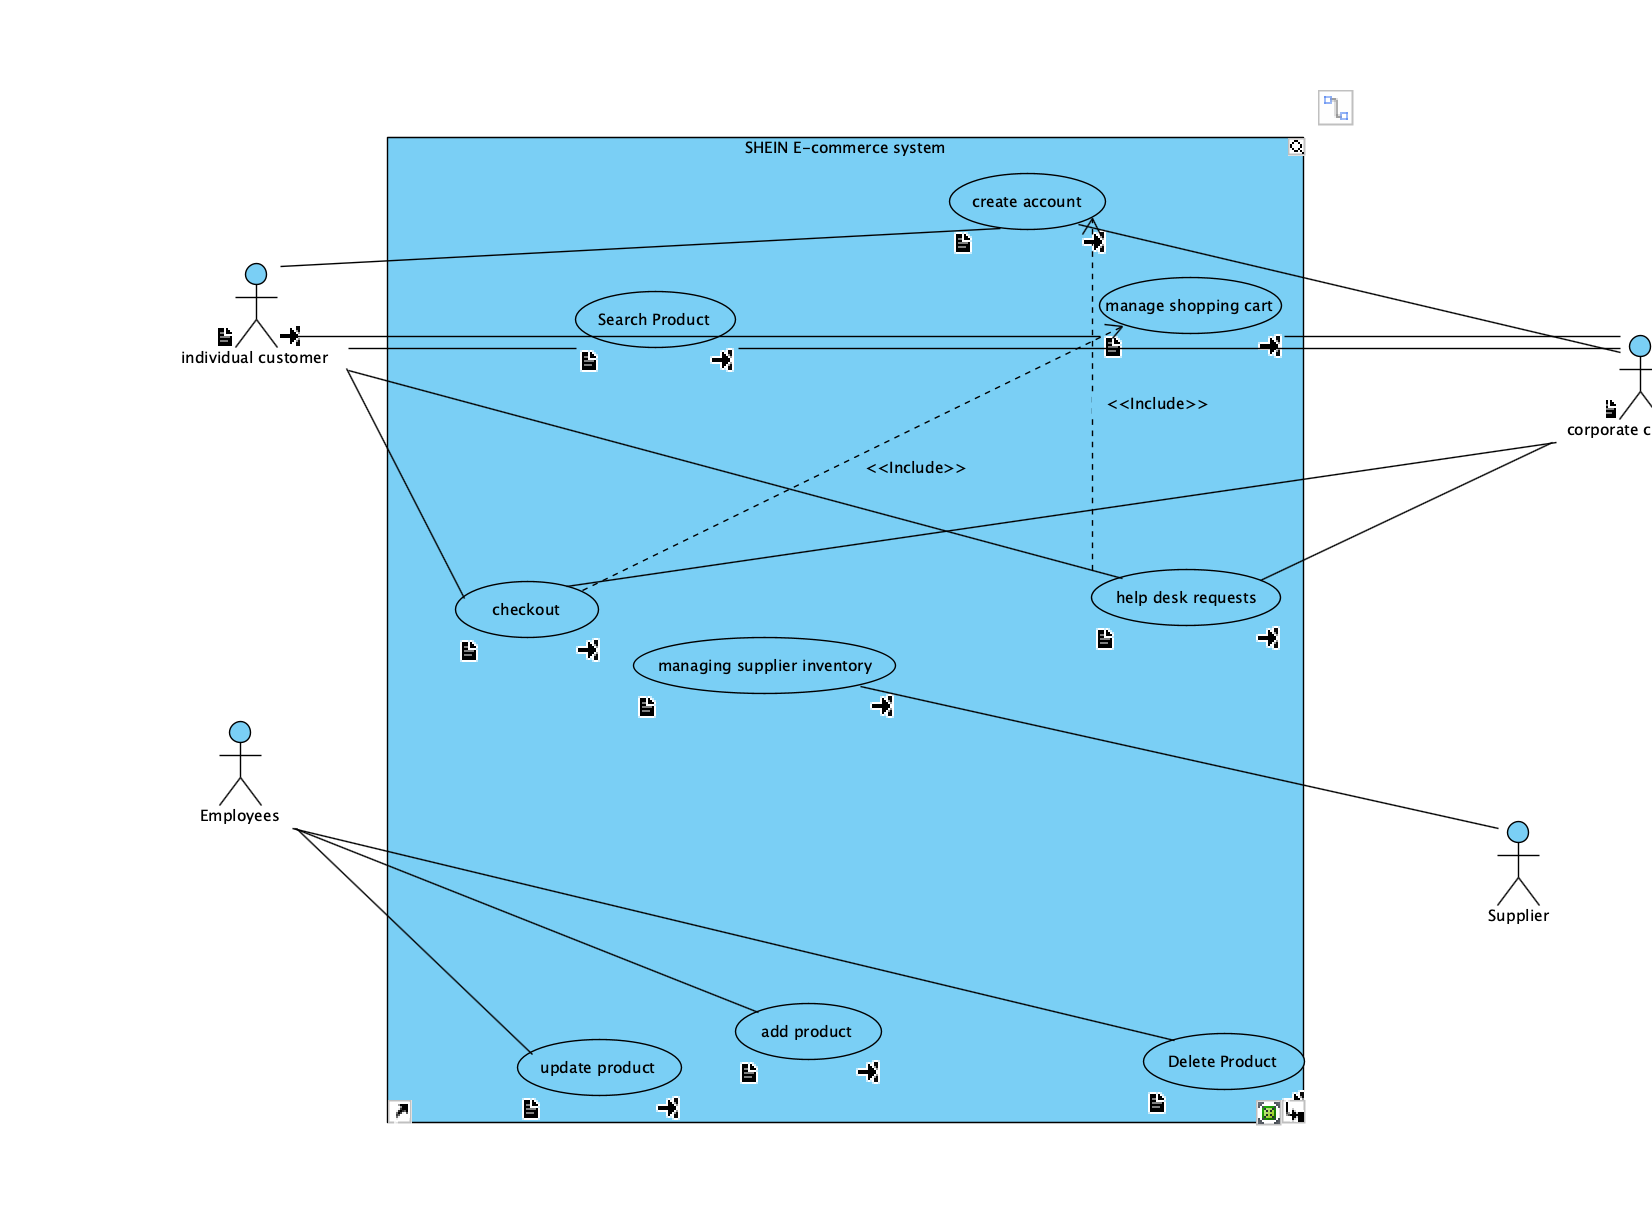 SHEIN E-commerce system
create account
manage shopping cart
Search Product
individual customer
<<Include>>
corporate c
<<Include>>
help desk requests
checkout
managing supplier inventory
Employees
Supplier
add product
Delete Product
update product